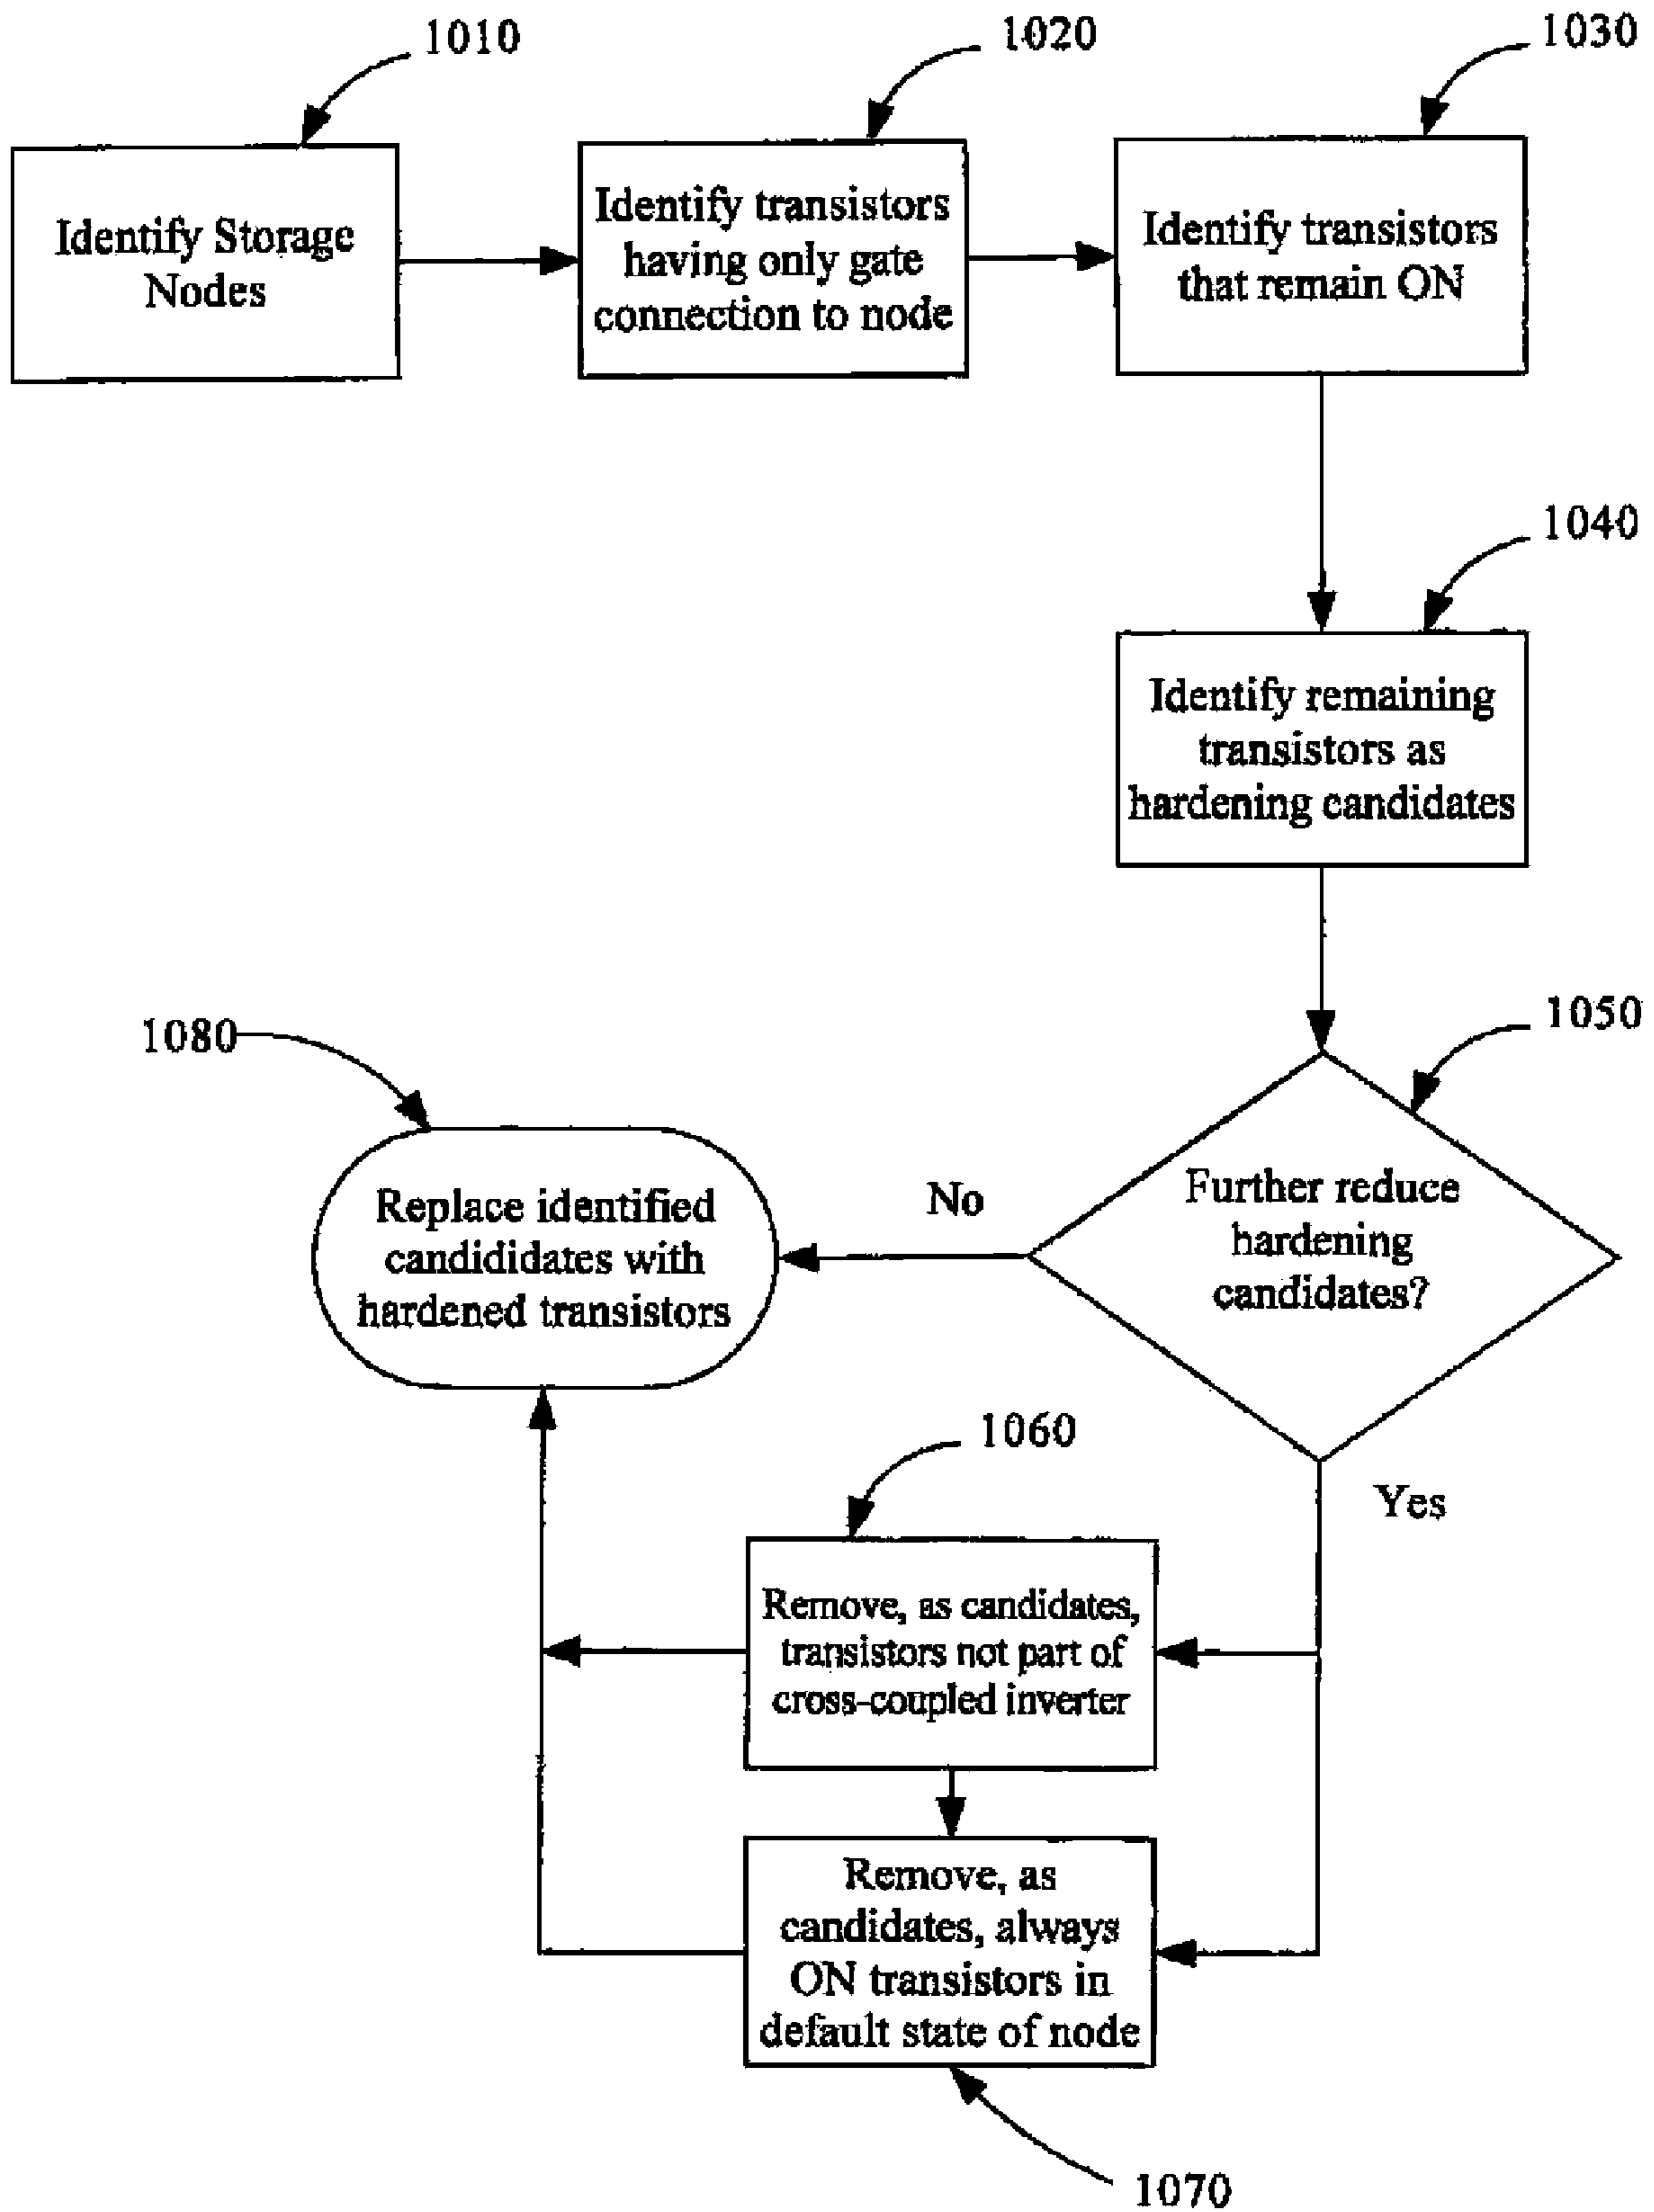 1010
1020
1030
Identify Storage
Nodes
Identify transistors
having only gate
connection to node
Identify transistors
that remain ON
1040
Identify remaining
transistors as
hardening candidates
1050
1080
Further reduce
hardening
candidates?
No
Replace identified
candididates with
hardened transistors
Yes
1060
Remove, as candidates,
transistors not part of
cross-coupled inverter
Remove, as
candidates, always
ON transistors in
default state of node
1070